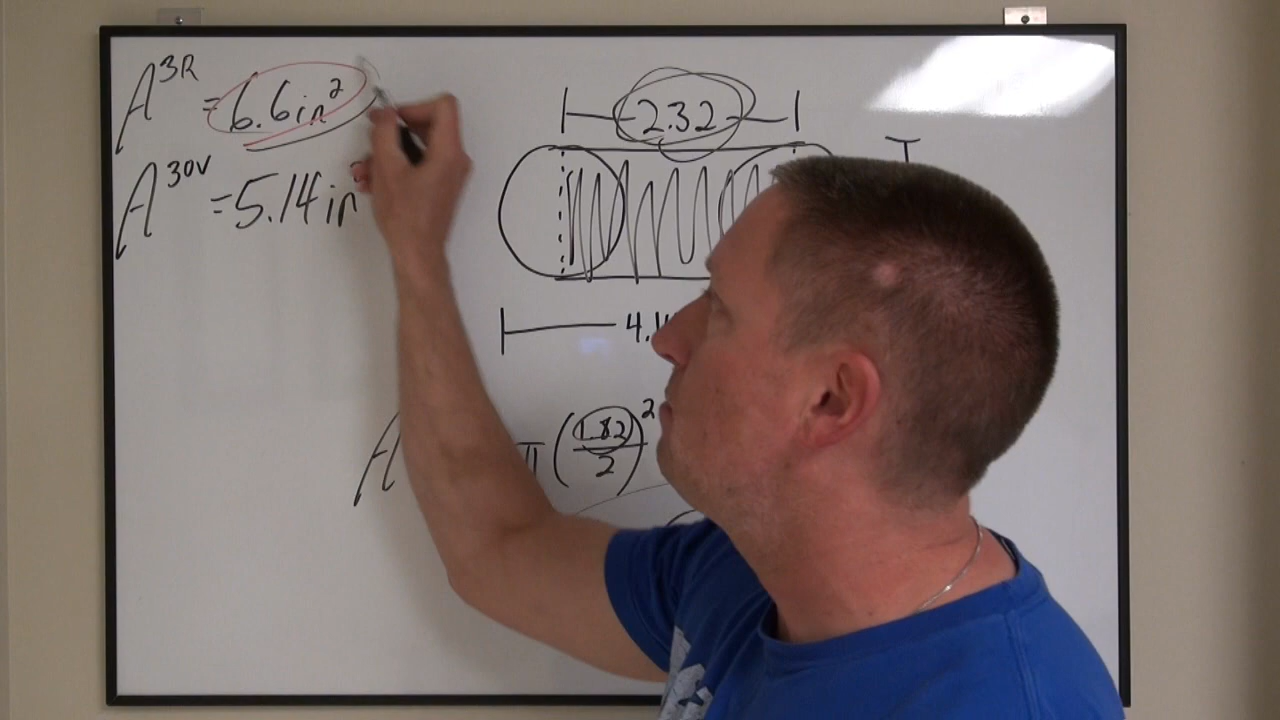 A^3R = 6.6in²
A^30V = 5.14in
2.32
4.1
A
π(1.82/2)²